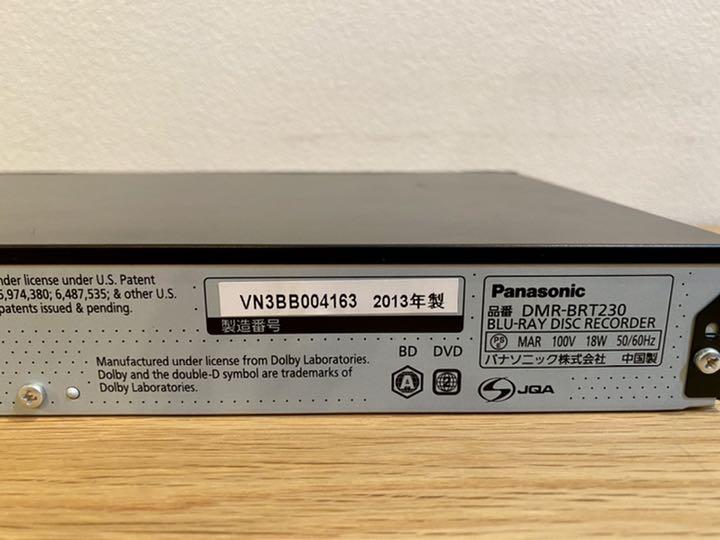 nder license under U.S. Patent
5,974,380; 6,487,535; & other U.S.
patents issued & pending.
VN3BB004163 2013年製
製造番号
Manufactured under license from Dolby Laboratories.
Dolby and the double-D symbol are trademarks of
Dolby Laboratories.
BD DVD
A 2
Panasonic
品番 DMR-BRT230
BLU-RAY DISC RECORDER
PS E MAR 100V 18W 50/60Hz
パナソニック株式会社 中国製
JQA